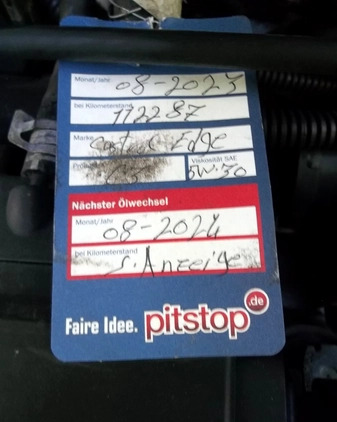 Monat/Jahr 08-2023
bei Kilometerstand 112287
Marke Castrol Edge
Viskosität SAE 5W-30
Nächster Ölwechsel
Monat/Jahr 08-2024
bei Kilometerstand S. Anzeige
Faire Idee. pitstop.de